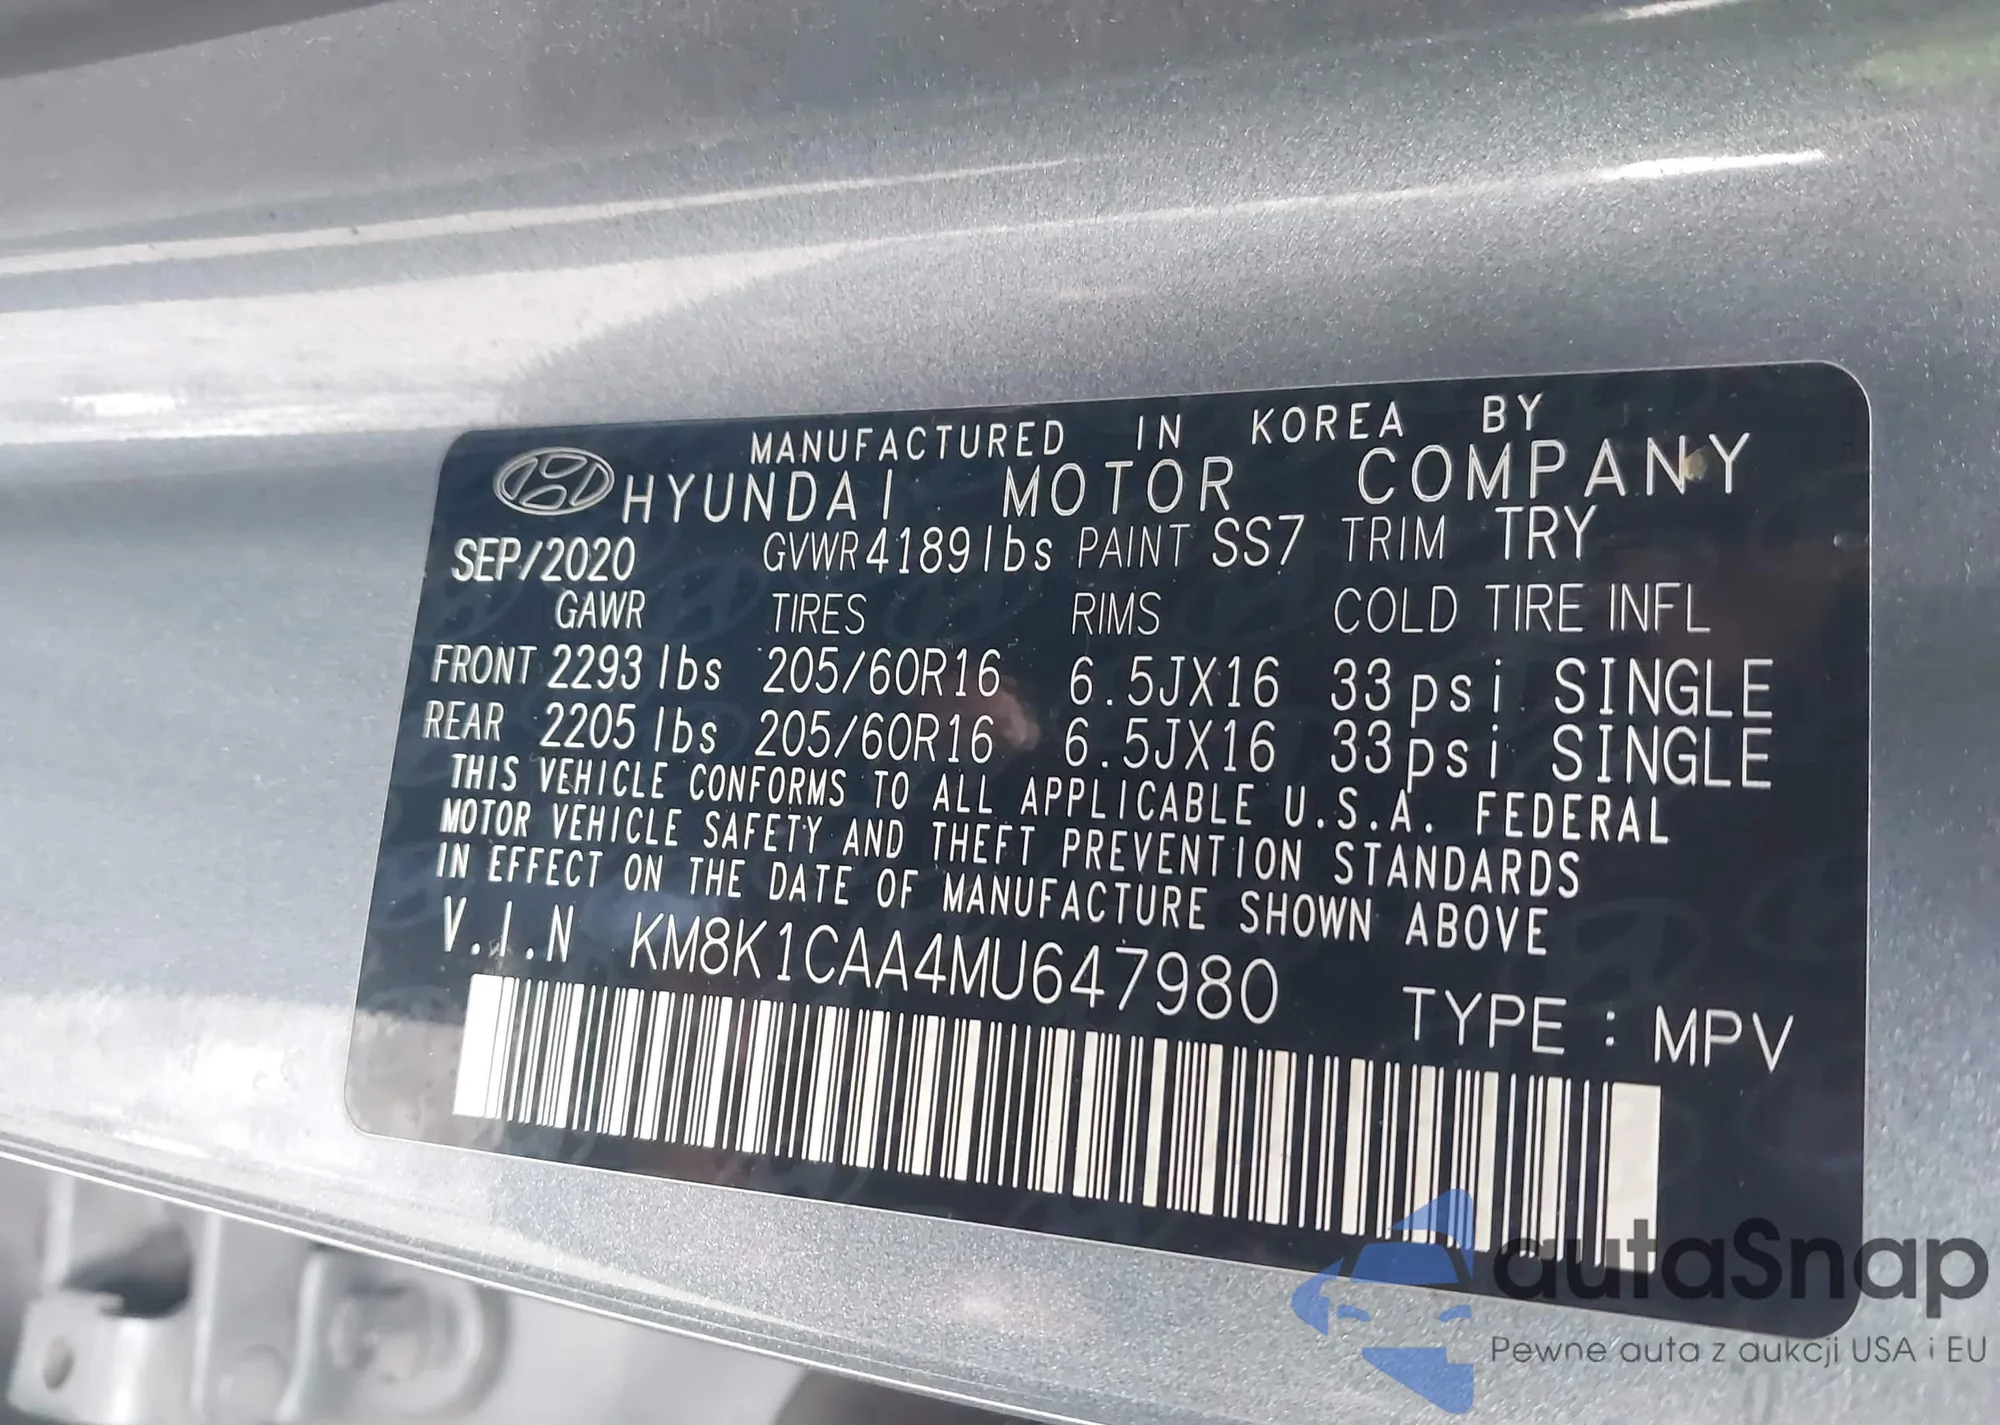 MANUFACTURED IN KOREA BY
HYUNDAI MOTOR COMPANY
SEP/2020 GVWR 4189lbs PAINT SS7 TRIM TRY
GAWR TIRES RIMS COLD TIRE INFL
FRONT 2293 lbs 205/60R16 6.5JX16 33psi SINGLE
REAR 2205 lbs 205/60R16 6.5JX16 33psi SINGLE
THIS VEHICLE CONFORMS TO ALL APPLICABLE U.S.A. FEDERAL
MOTOR VEHICLE SAFETY AND THEFT PREVENTION STANDARDS
IN EFFECT ON THE DATE OF MANUFACTURE SHOWN ABOVE
V.I.N KM8K1CAA4MU647980
TYPE : MPV
autaSnap
Pewne auta z aukcji USA i EU